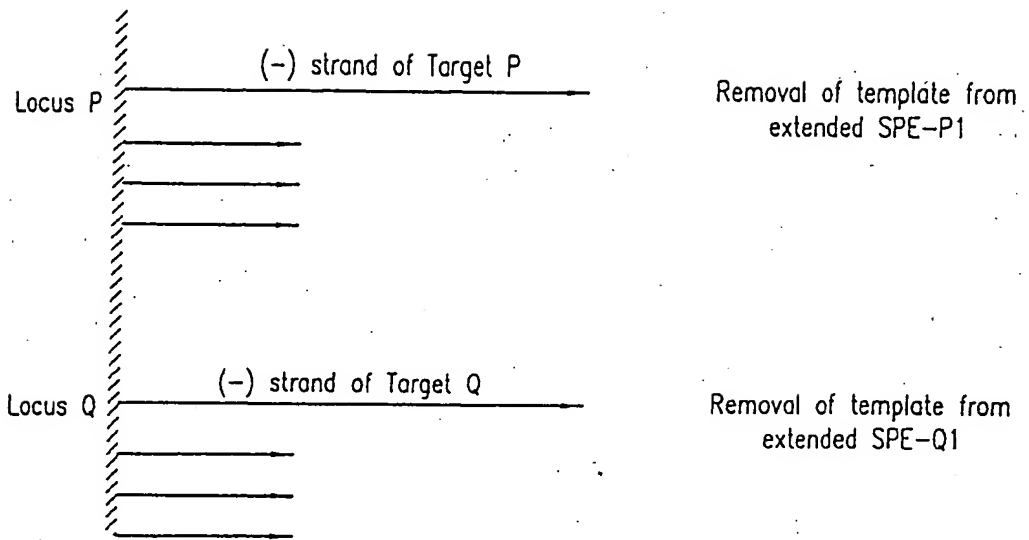 (-) strand of Target P
Locus P
Removal of template from
extended SPE-P1
(-) strand of Target Q
Locus Q
Removal of template from
extended SPE-Q1